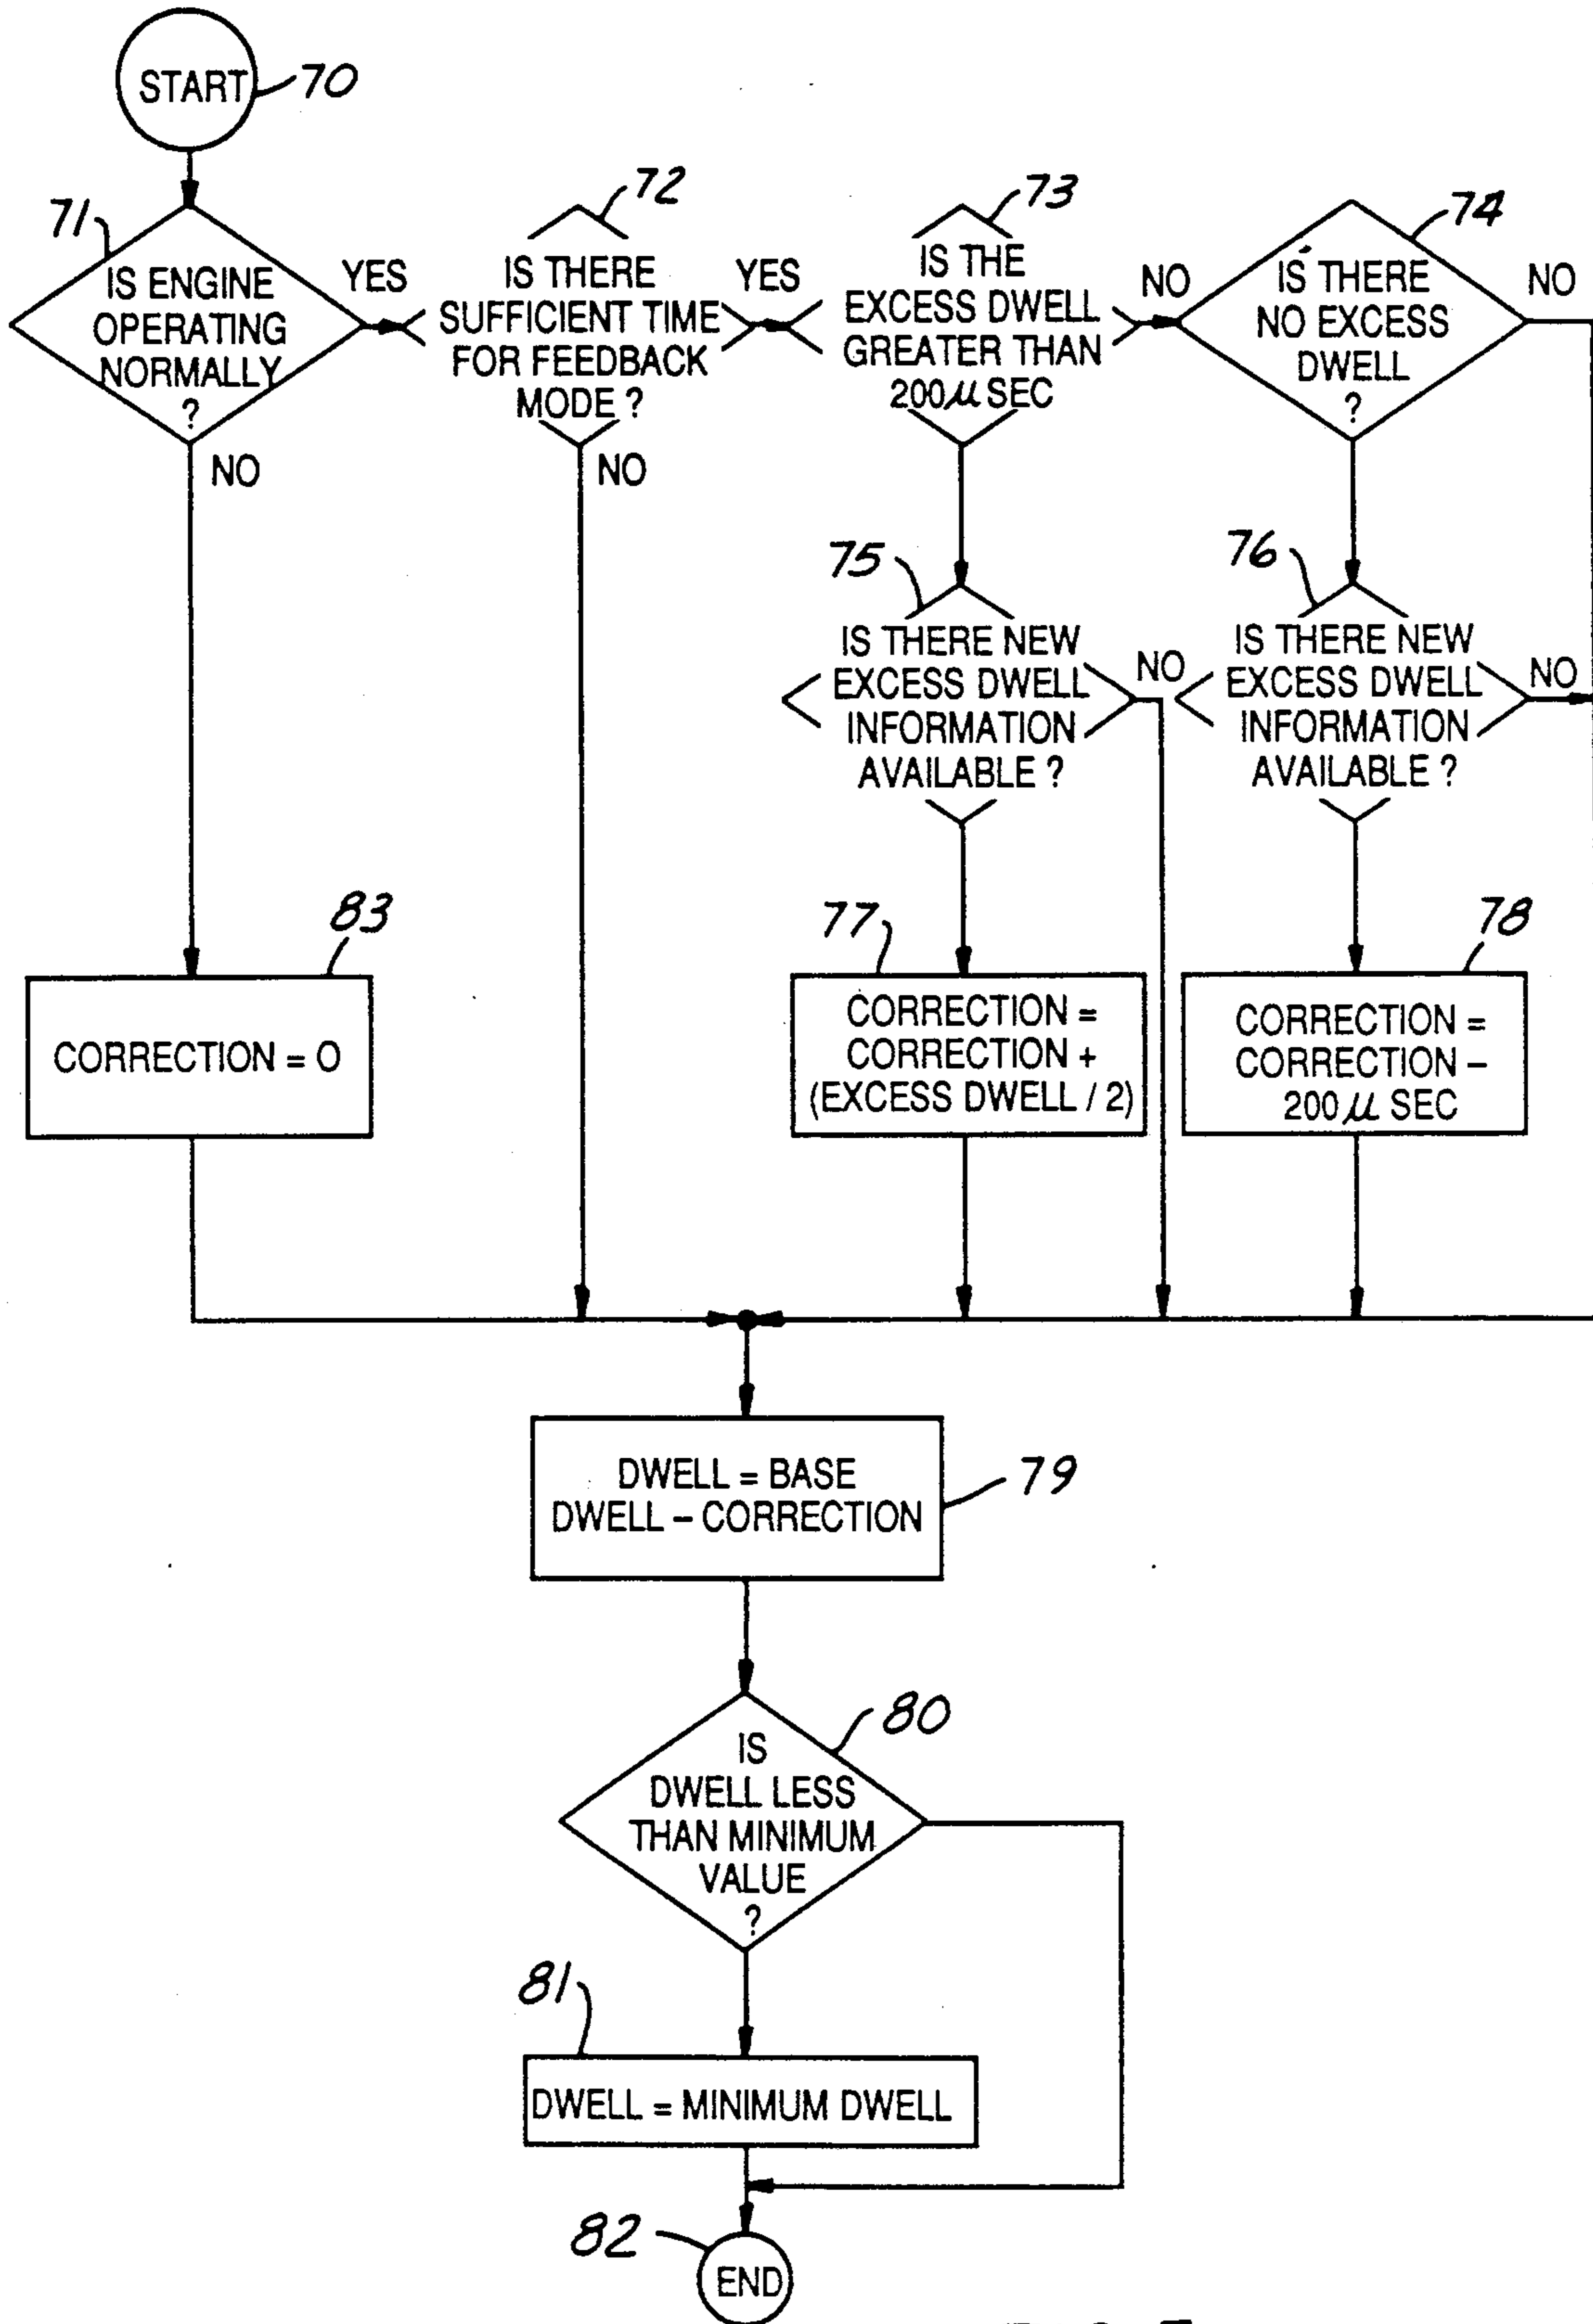 START
70
71
IS ENGINE
OPERATING
NORMALLY
?
YES
NO
72
IS THERE
SUFFICIENT TIME
FOR FEEDBACK
MODE ?
YES
NO
73
IS THE
EXCESS DWELL
GREATER THAN
200 μ SEC
NO
74
IS THERE
NO EXCESS
DWELL
?
NO
75
IS THERE NEW
EXCESS DWELL
INFORMATION
AVAILABLE ?
NO
76
IS THERE NEW
EXCESS DWELL
INFORMATION
AVAILABLE ?
NO
83
CORRECTION = 0
77
CORRECTION =
CORRECTION +
(EXCESS DWELL / 2)
78
CORRECTION =
CORRECTION –
200 μ SEC
DWELL = BASE
DWELL – CORRECTION
79
80
IS
DWELL LESS
THAN MINIMUM
VALUE
?
81
DWELL = MINIMUM DWELL
82
END